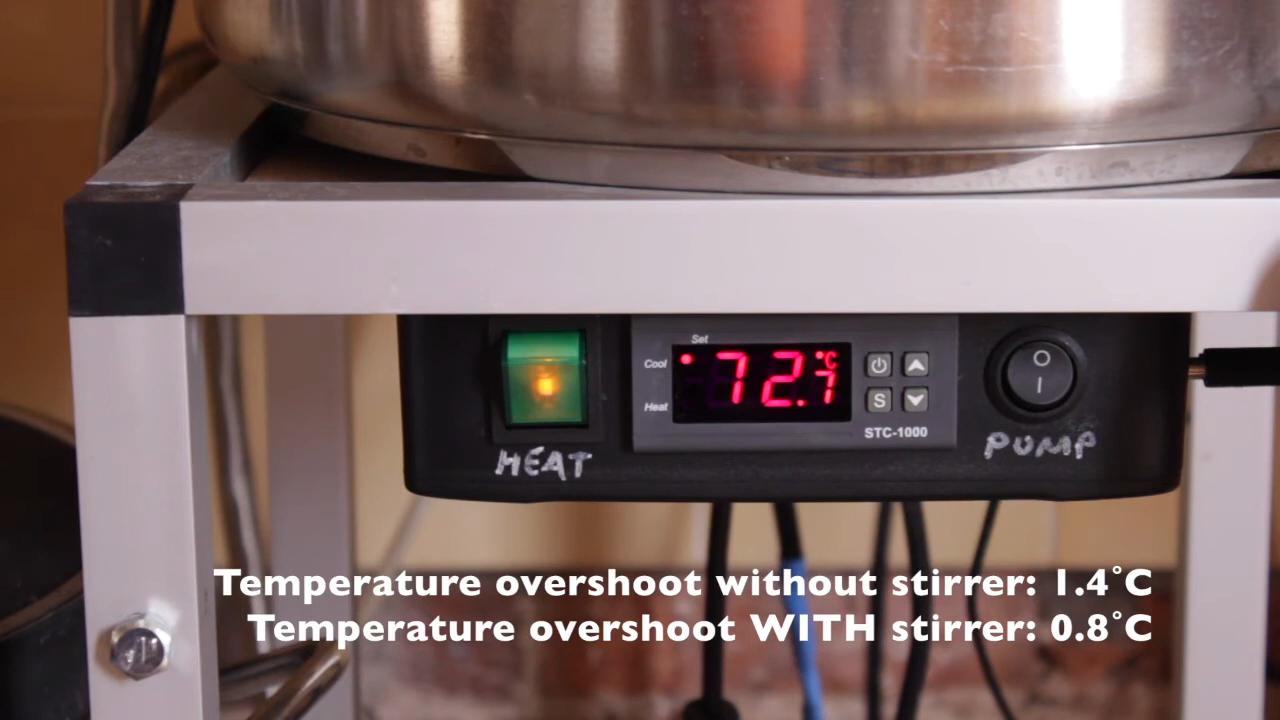 Set
Cool
72.7°C
Heat
S
STC-1000
HEAT
PUMP
Temperature overshoot without stirrer: 1.4˚C
Temperature overshoot WITH stirrer: 0.8˚C